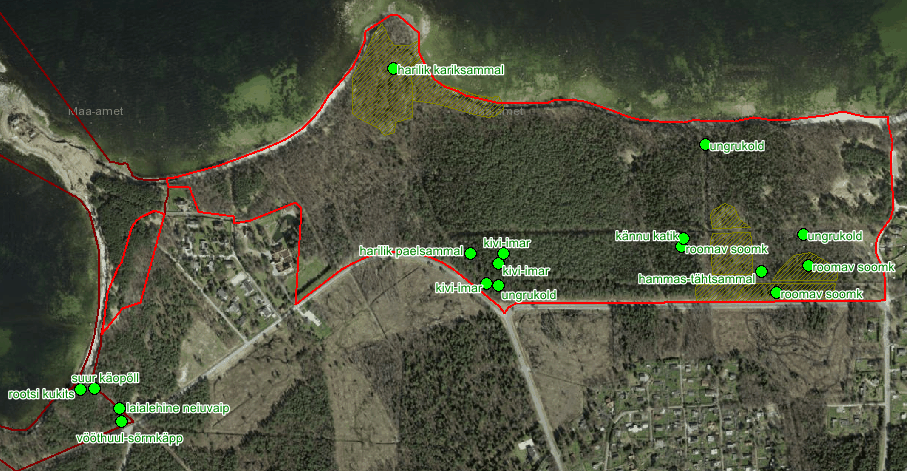 harilik kariksammal
Maa-amet
met
ungrukold
kännu katik
roomav soomk
ungrukold
harilik paelsammal
kivi-imar
kivi-imar
roomav soomk
hammas-tähtsammal
kivi-imar
ungrukold
roomav soomk
suur käopõll
rootsi kukits
laialehine neiuvaip
vööthuul-sõrmkäpp